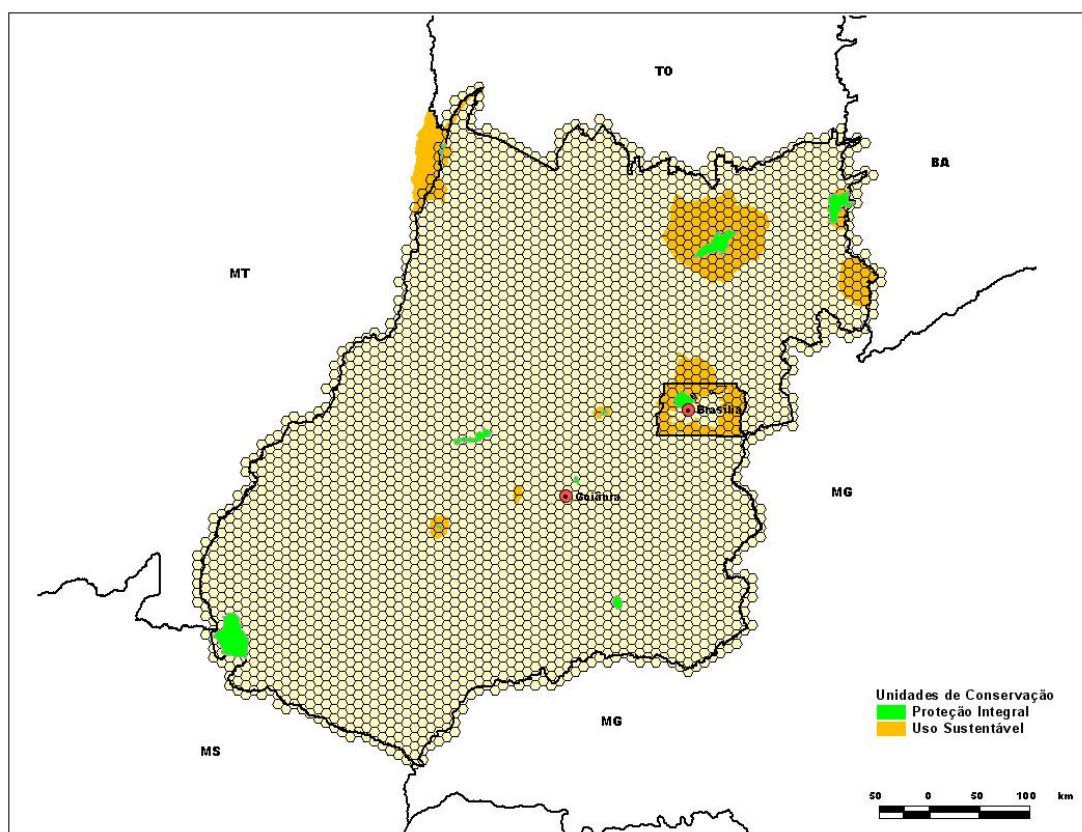 TO
BA
MT
Brasília
MG
Goiânia
Unidades de Conservação
Proteção Integral
Uso Sustentável
MG
MS
50 0 50 100 km